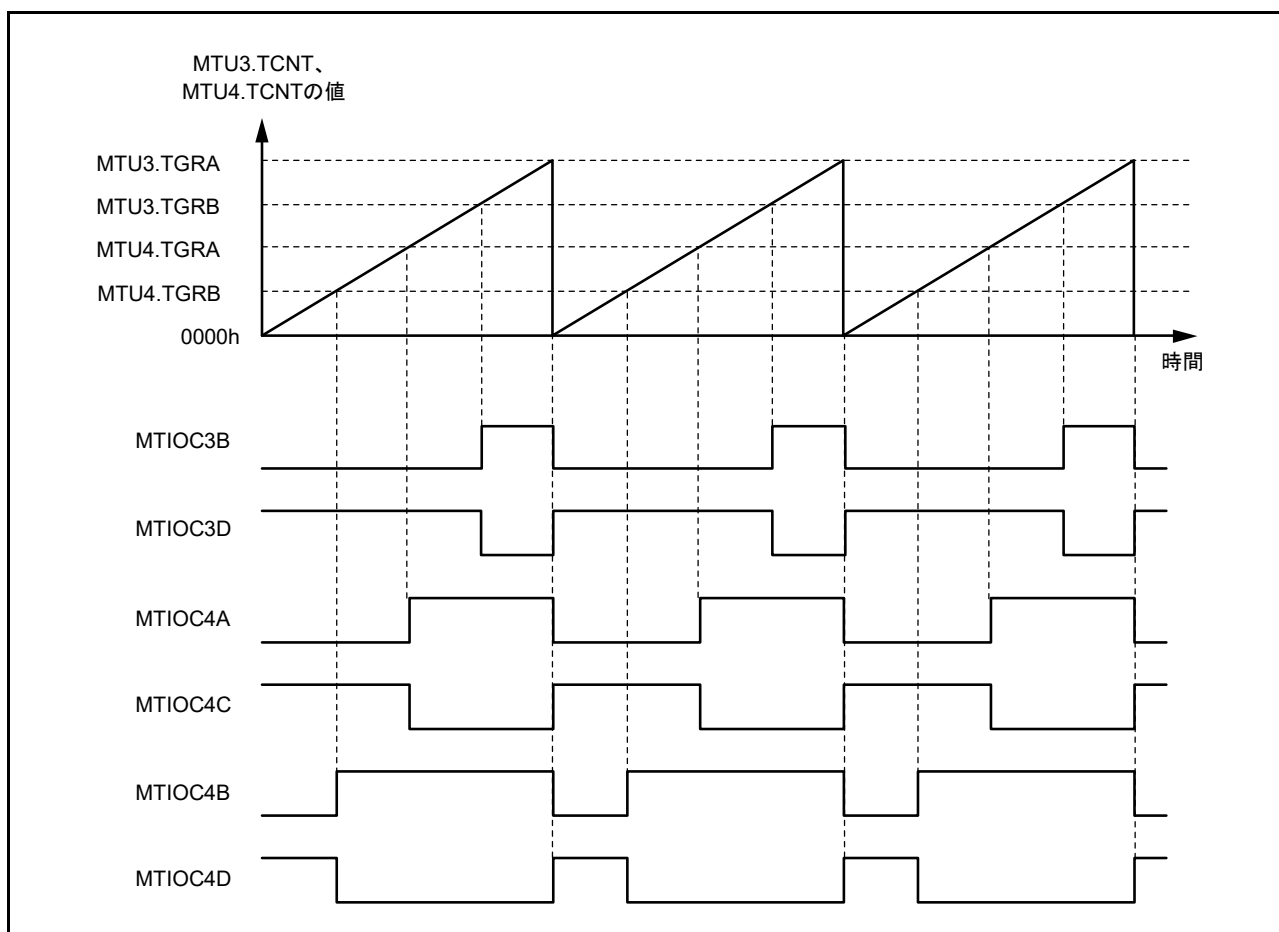 MTU3.TCNT、
MTU4.TCNTの値
MTU3.TGRA
MTU3.TGRB
MTU4.TGRA
MTU4.TGRB
0000h
時間
MTIOC3B
MTIOC3D
MTIOC4A
MTIOC4C
MTIOC4B
MTIOC4D